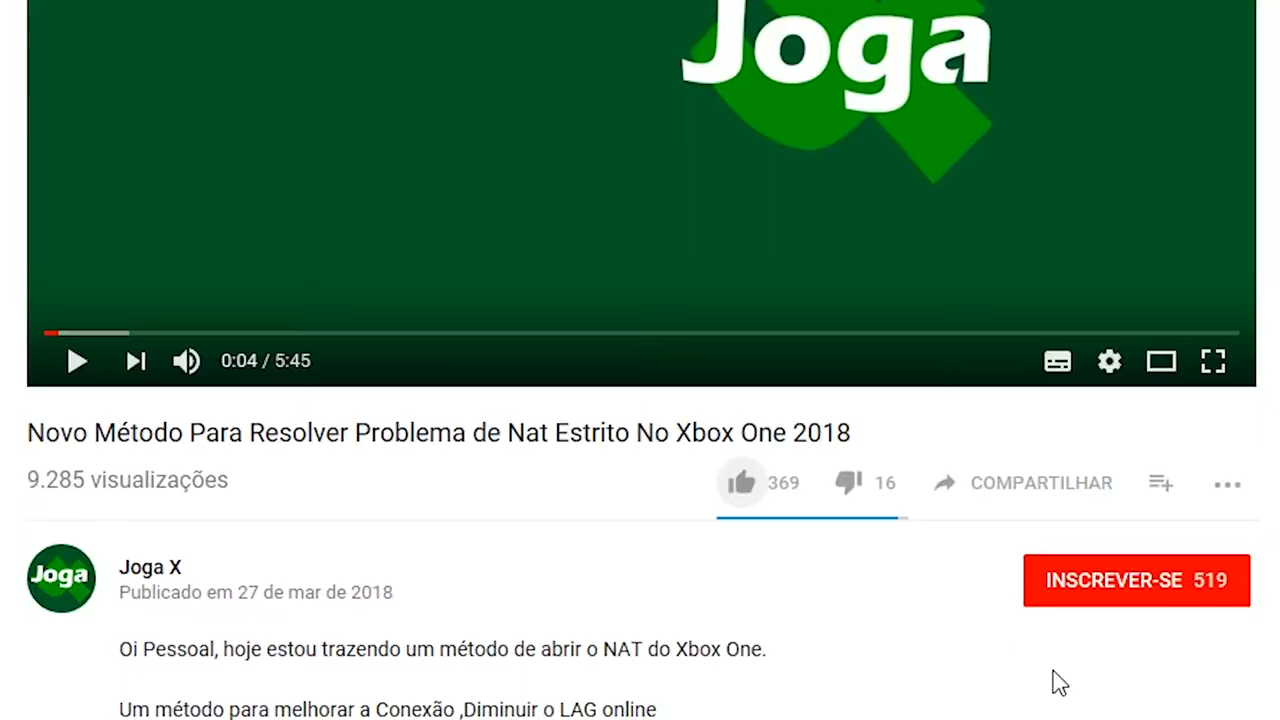 Joga
0:04 / 5:45
Novo Método Para Resolver Problema de Nat Estrito No Xbox One 2018
9.285 visualizações
369 16 COMPARTILHAR
Joga
Joga X
Publicado em 27 de mar de 2018
INSCREVER-SE 519
Oi Pessoal, hoje estou trazendo um método de abrir o NAT do Xbox One.
Um método para melhorar a Conexão ,Diminuir o LAG online